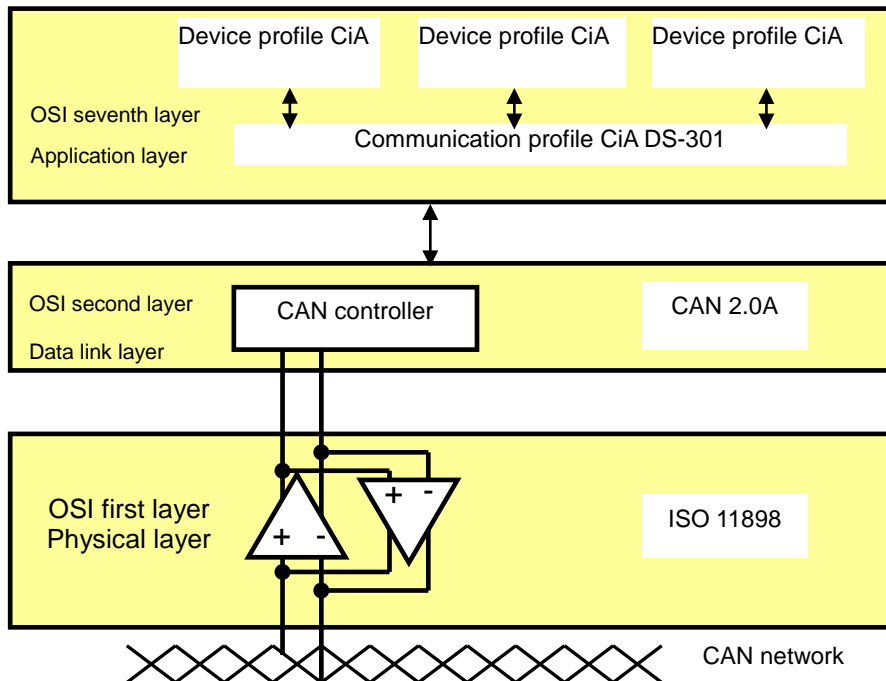 Device profile CiA
Device profile CiA
Device profile CiA
OSI seventh layer
Application layer
Communication profile CiA DS-301
OSI second layer
Data link layer
CAN controller
CAN 2.0A
OSI first layer
Physical layer
+ -
+ -
ISO 11898
CAN network